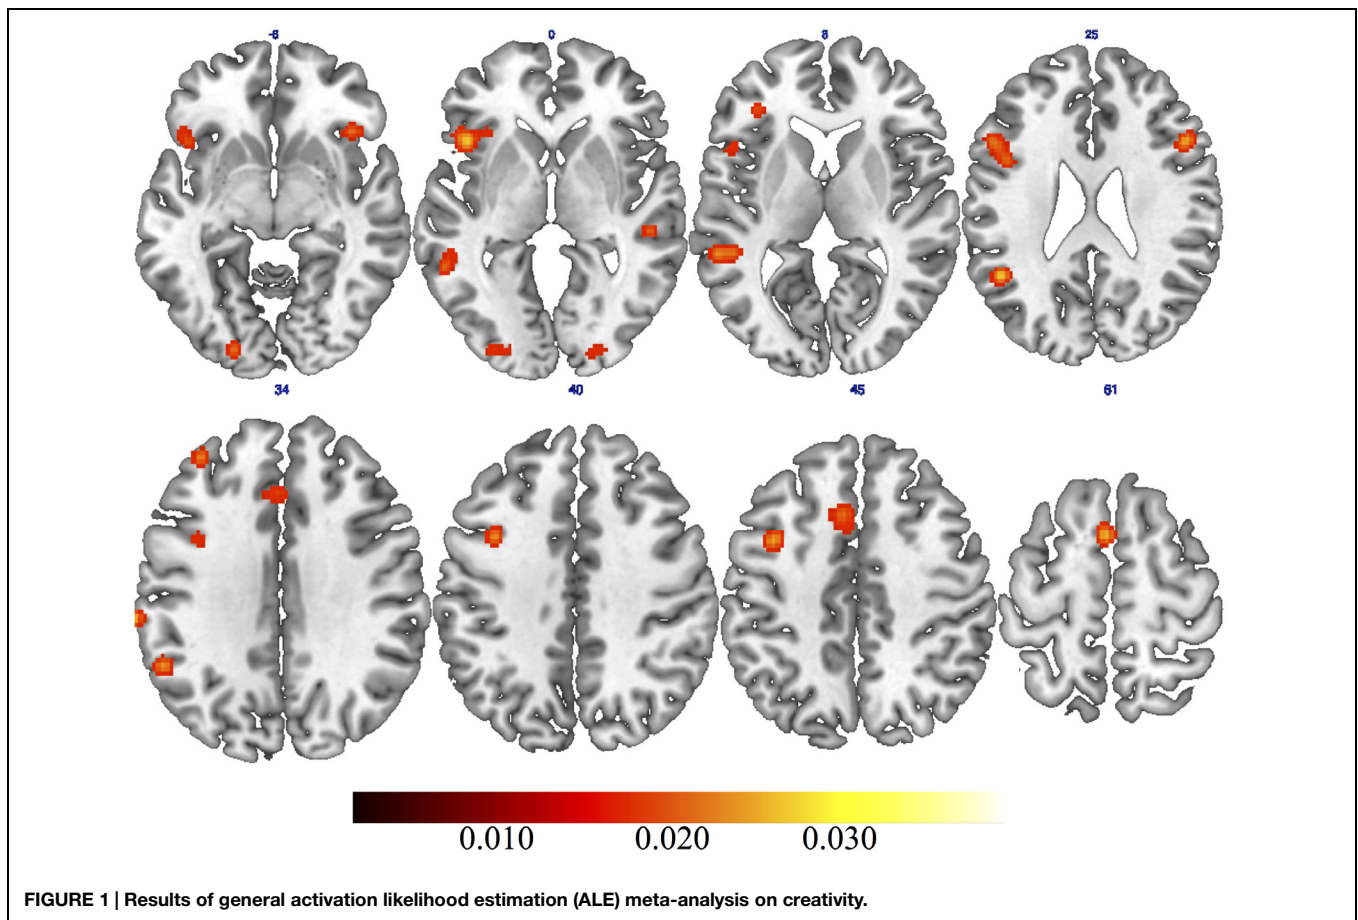 -6 0 8 25
34 40 45 61
0.010 0.020 0.030
FIGURE 1 | Results of general activation likelihood estimation (ALE) meta-analysis on creativity.